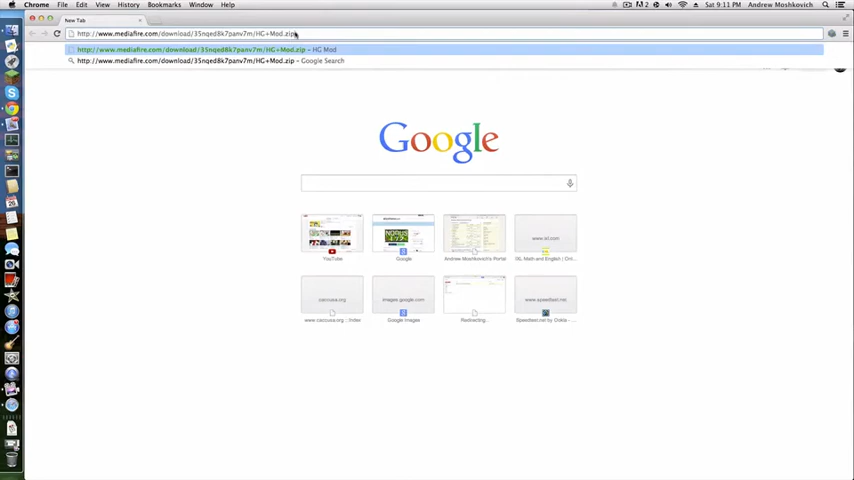 Chrome File Edit View History Bookmarks Window Help
2 Sat 9:11 PM Andrew Moshkovich
New Tab
http://www.mediafire.com/download/35nqed8k7panv7m/HG+Mod.zip
http://www.mediafire.com/download/35nqed8k7panv7m/HG+Mod.zip – HG Mod
http://www.mediafire.com/download/35nqed8k7panv7m/HG+Mod.zip – Google Search
Google
www.ixl.com
YouTube
Google
Andrew Moshkovich's Portal
IXL Math and English | Onl...
images.google.com
www.speedtest.net
Google Images
Redirecting...
Speedtest.net by Ookla – ...